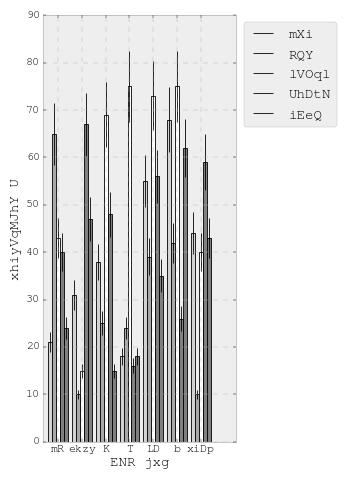 90
80
70
60
50
40
30
20
10
0
xhiyVqMJhY U
mR ekzy K T LD b xiDp
ENR jxg
mXi
RQY
lVOql
UhDtN
iEeQ